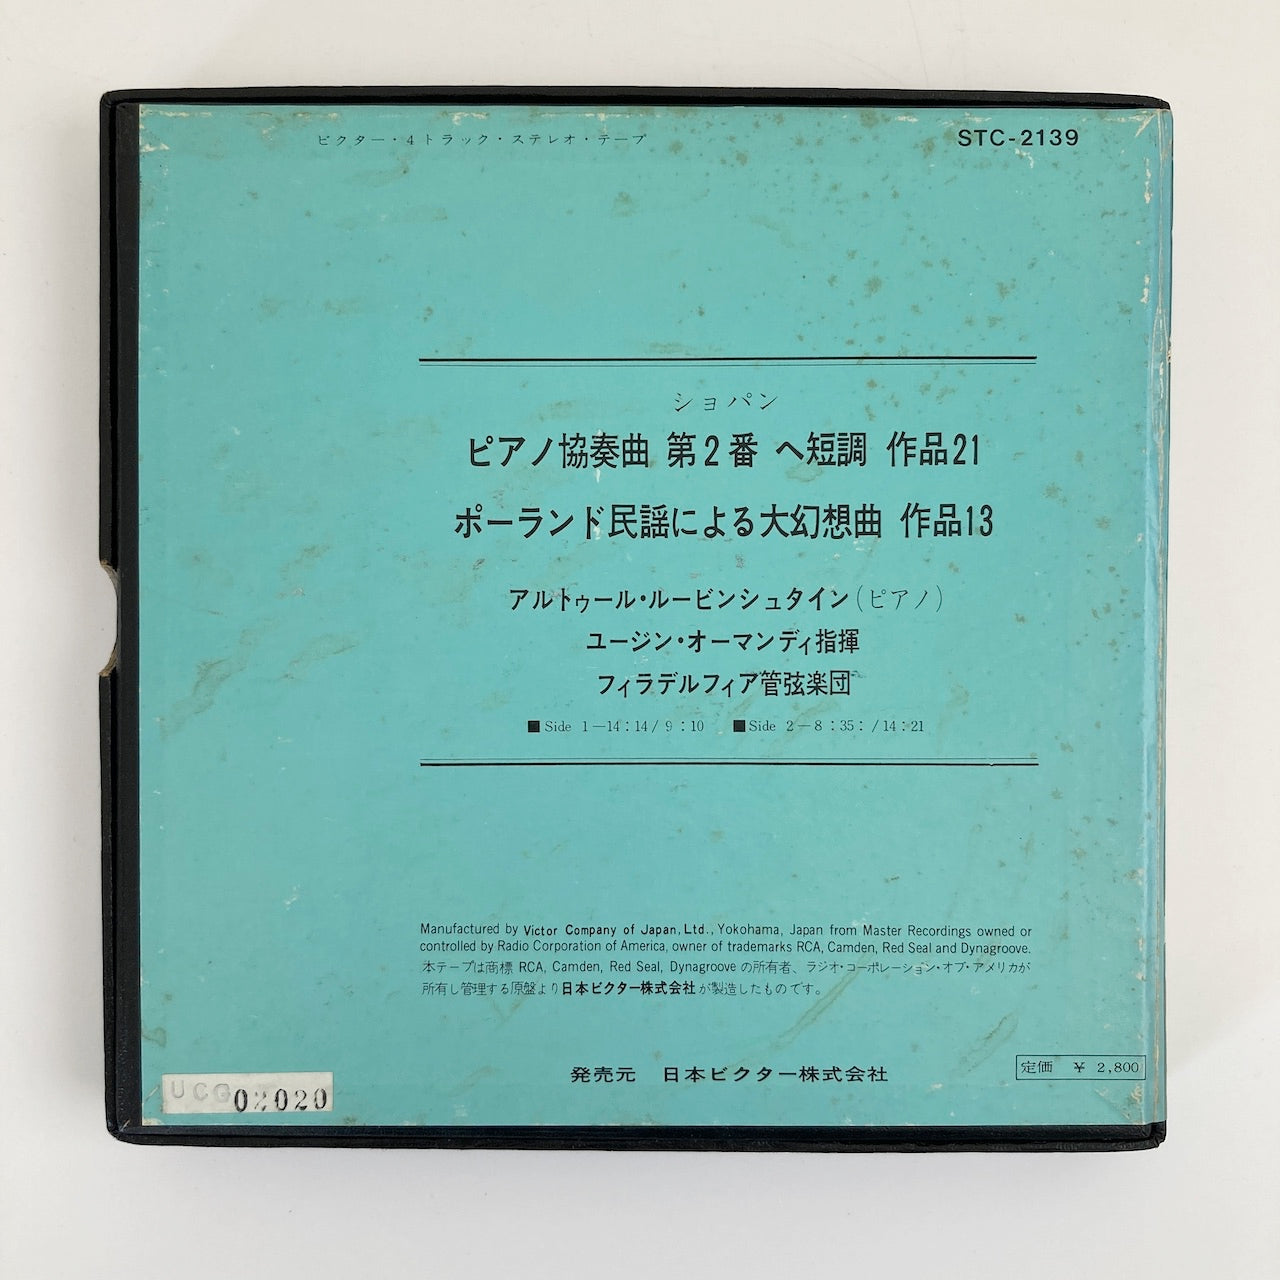 ビクター・4トラック・ステレオ・テープ
STC-2139
ショパン
ピアノ協奏曲 第2番 ヘ短調 作品21
ポーランド民謡による大幻想曲 作品13
アルトゥール・ルービンシュタイン(ピアノ)
ユージン・オーマンディ指揮
フィラデルフィア管弦楽団
■Side 1—14:14/9:10 ■Side 2—8:35:/14:21
Manufactured by Victor Company of Japan, Ltd., Yokohama, Japan from Master Recordings owned or
controlled by Radio Corporation of America, owner of trademarks RCA, Camden, Red Seal and Dynagroove.
本テープは商標 RCA, Camden, Red Seal, Dynagroove の所有者、ラジオ・コーポレーション・オブ・アメリカが
所有し管理する原盤より日本ビクター株式会社が製造したものです。
発売元 日本ビクター株式会社
定価 ¥ 2,800
UCG02020